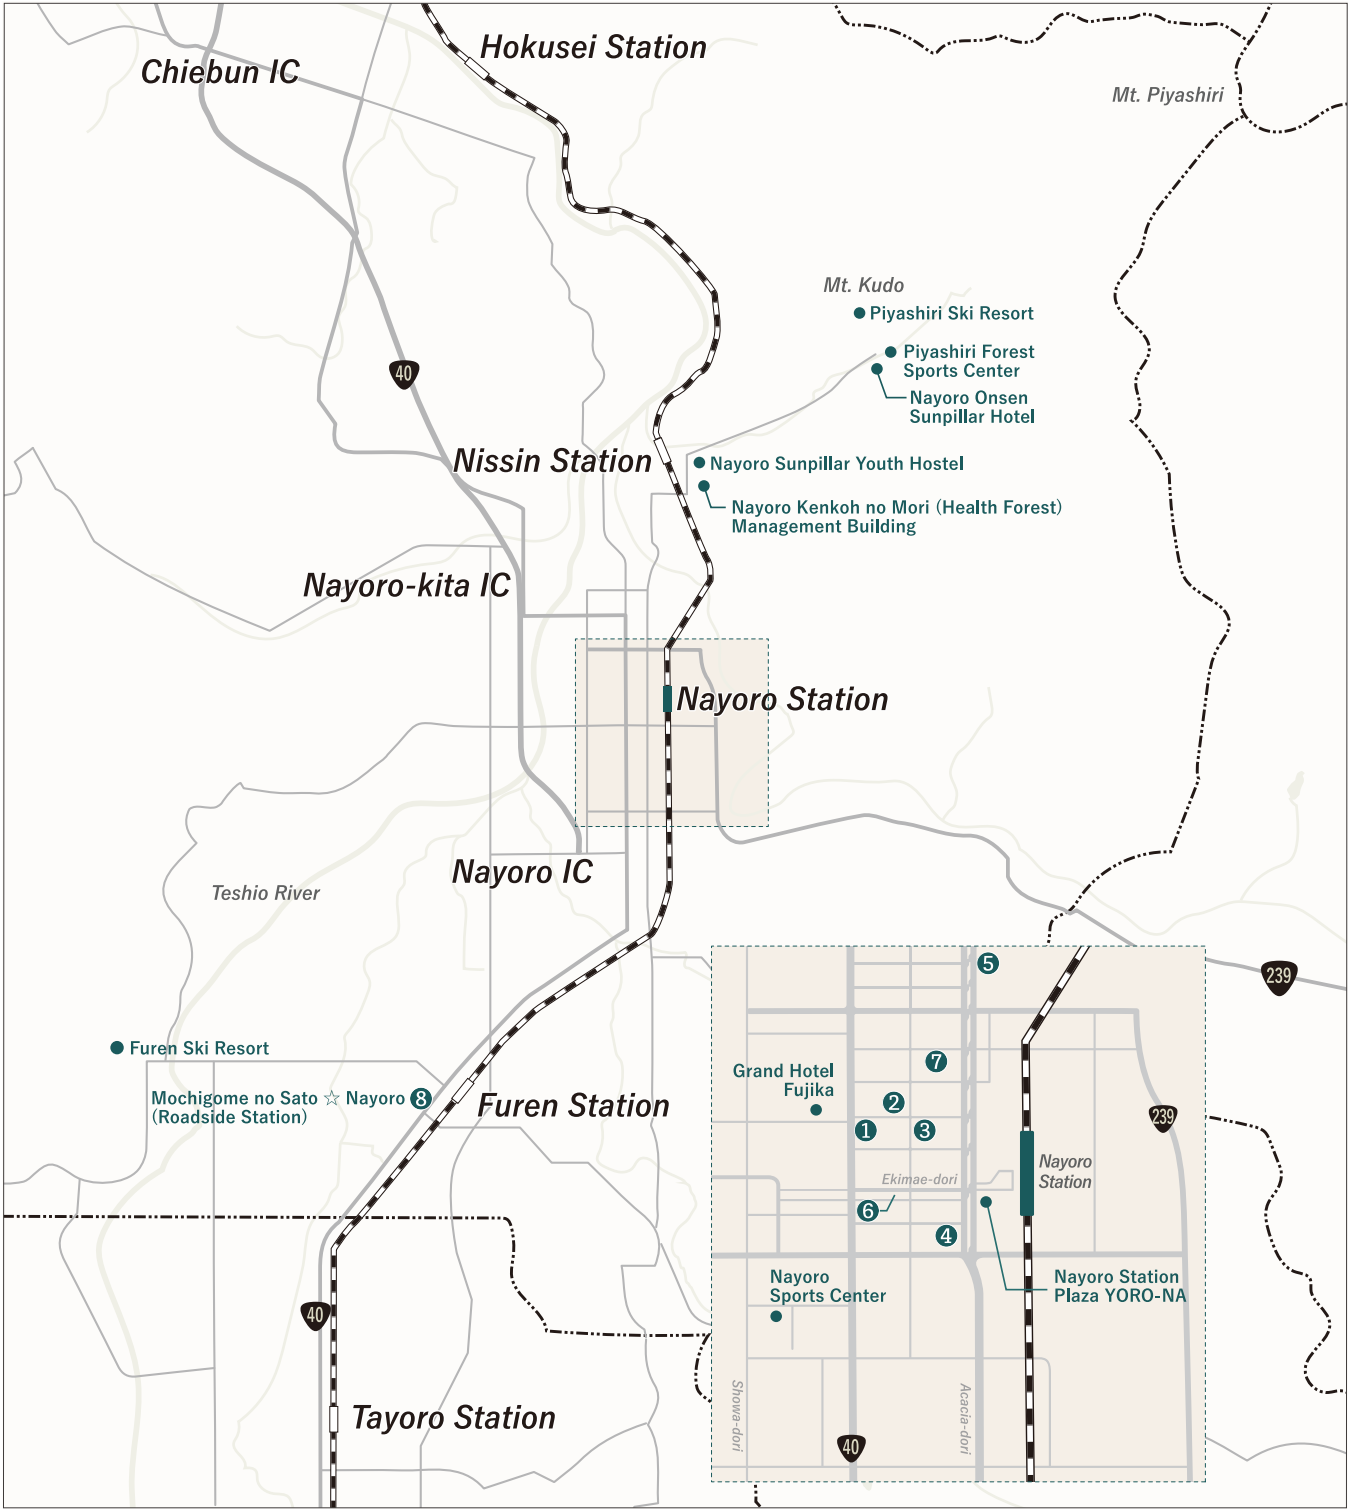 Hokusei Station
Chiebun IC
Mt. Piyashiri
Mt. Kudo
Piyashiri Ski Resort
Piyashiri Forest
Sports Center
40
Nayoro Onsen
Sunpillar Hotel
Nissin Station
Nayoro Sunpillar Youth Hostel
Nayoro Kenkoh no Mori (Health Forest)
Management Building
Nayoro-kita IC
Nayoro Station
Nayoro IC
Teshio River
239
Furen Ski Resort
Mochigome no Sato ☆ Nayoro 8
(Roadside Station)
Furen Station
40
Tayoro Station
5
7
Grand Hotel
Fujika
2
239
1
3
Nayoro
Station
Ekimae-dori
6
4
Nayoro
Sports Center
Nayoro Station
Plaza YORO-NA
Showa-dori
Acacia-dori
40